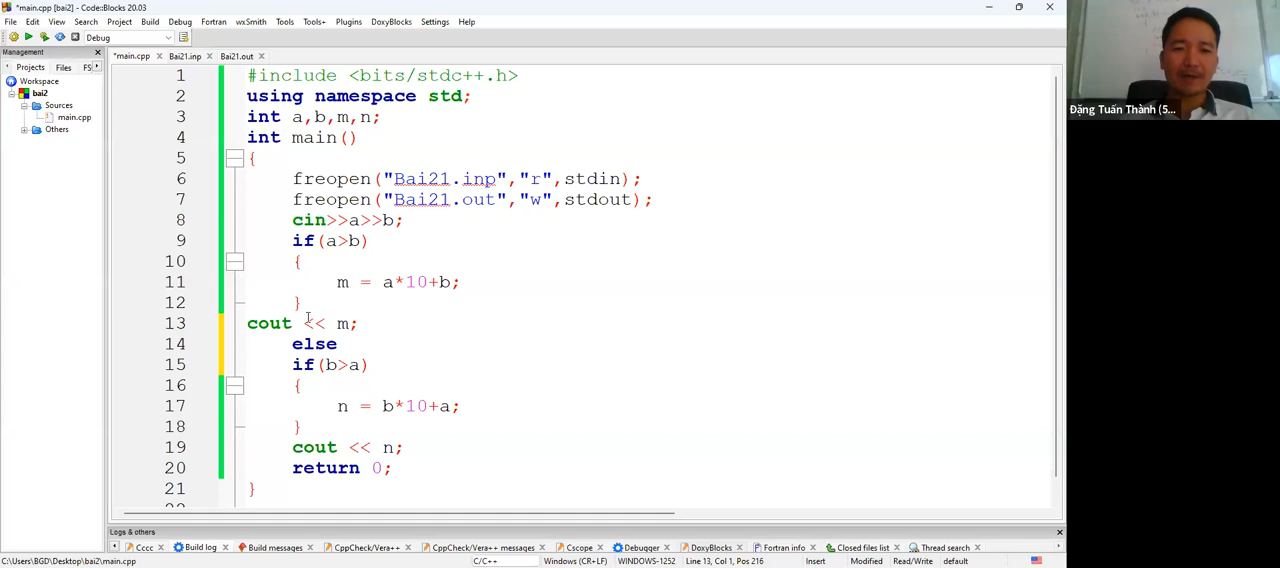 *main.cpp [bai2] - Code::Blocks 20.03
File Edit View Search Project Build Debug Fortran wxSmith Tools Tools+ Plugins DoxyBlocks Settings Help
Debug
Management
*main.cpp Bai21.inp Bai21.out
Projects Files FS
Workspace
bai2
Sources
main.cpp
Others
1 #include <bits/stdc++.h>
2 using namespace std;
3 int a,b,m,n;
4 int main()
5 {
6 freopen("Bai21.inp","r",stdin);
7 freopen("Bai21.out","w",stdout);
8 cin>>a>>b;
9 if(a>b)
10 {
11 m = a*10+b;
12 }
13 cout << m;
14 else
15 if(b>a)
16 {
17 n = b*10+a;
18 }
19 cout << n;
20 return 0;
21 }
Đặng Tuấn Thành (5...
Logs & others
Cccc Build log Build messages CppCheck/Vera++ CppCheck/Vera++ messages Cscope Debugger DoxyBlocks Fortran info Closed files list Thread search
C:\Users\BGD\Desktop\bai2\main.cpp C/C++ Windows (CR+LF) WINDOWS-1252 Line 13, Col 1, Pos 216 Insert Modified Read/Write default